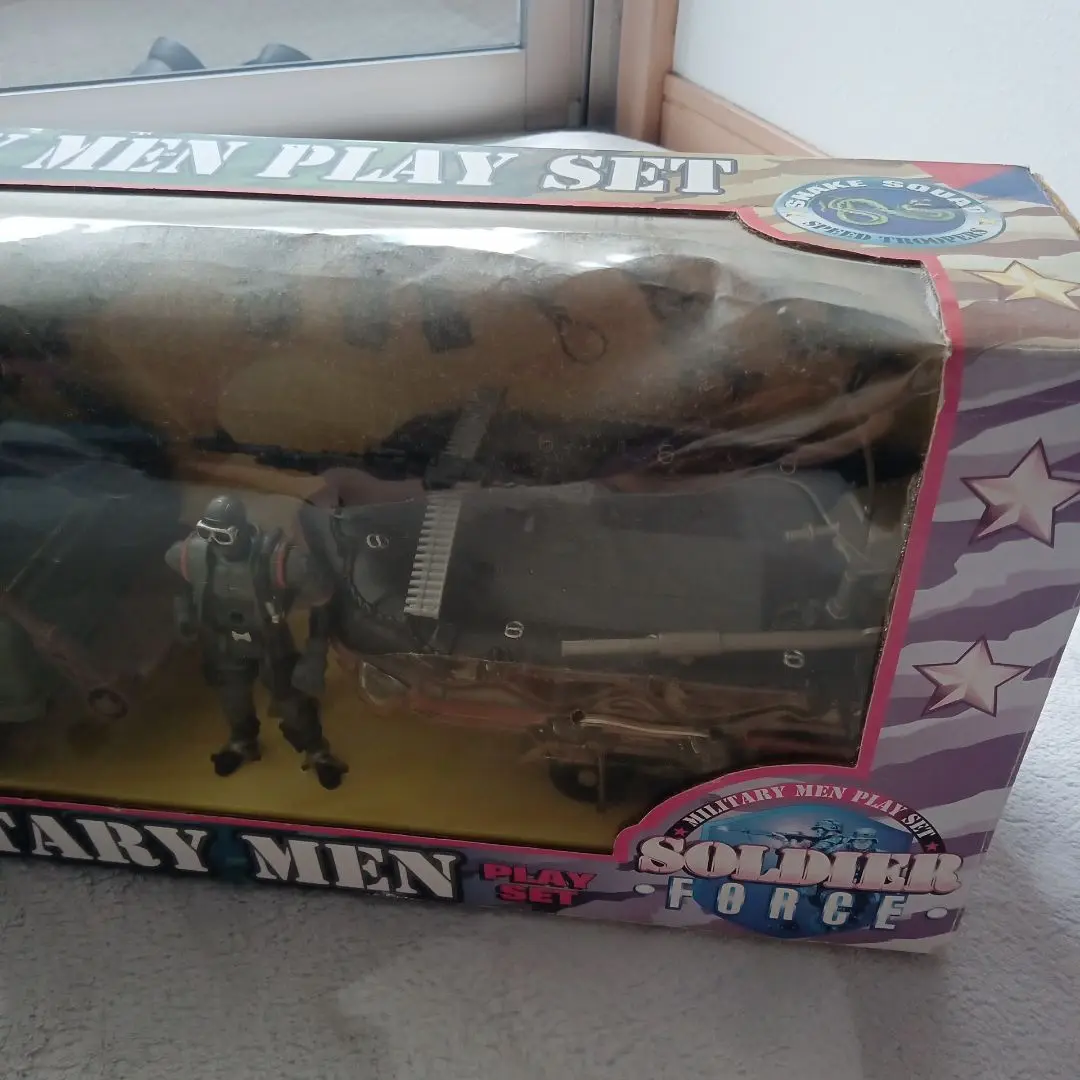 Y MEN PLAY SET
SNAKE SQUAD
SPEED TROOPERS
TARY MEN
PLAY
SET
MILITARY MEN PLAY SET
SOLDIER
FORCE